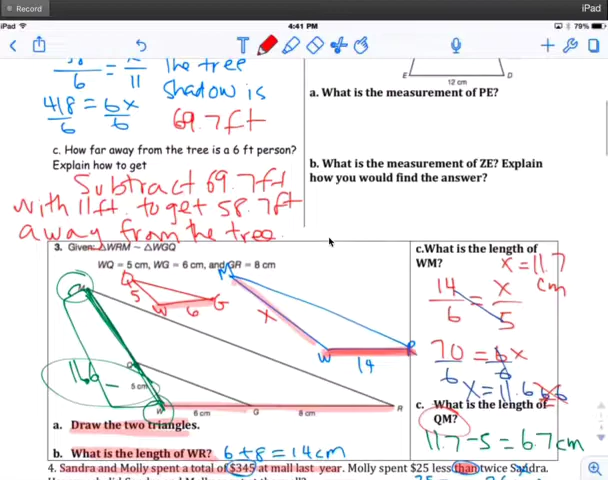 Record
iPad
iPad
4:41 PM
79%
T
6 = 11
The tree
shadow is
69.7ft
418 = 6x
6 6
c. How far away from the tree is a 6 ft person?
Explain how to get
Subtract 69.7ft
with 11ft. to get 58.7ft
away from the tree.
E D
12 cm
a. What is the measurement of PE?
b. What is the measurement of ZE? Explain
how you would find the answer?
3. Given: △WRM ~ △WGQ
WQ = 5 cm, WG = 6 cm, and GR = 8 cm
Q
5
W 6 G
M
X
W 14 R
M
Q
5 cm
W 6 cm G 8 cm R
a. Draw the two triangles.
b. What is the length of WR? 6+8=14cm
c.What is the length of
WM? x=11.7
cm
14 = x
6 5
70 = 6x
6 6
x=11.666
c. What is the length of
QM?
11.7-5=6.7cm
4. Sandra and Molly spent a total of $345 at mall last year. Molly spent $25 less than twice Sandra.